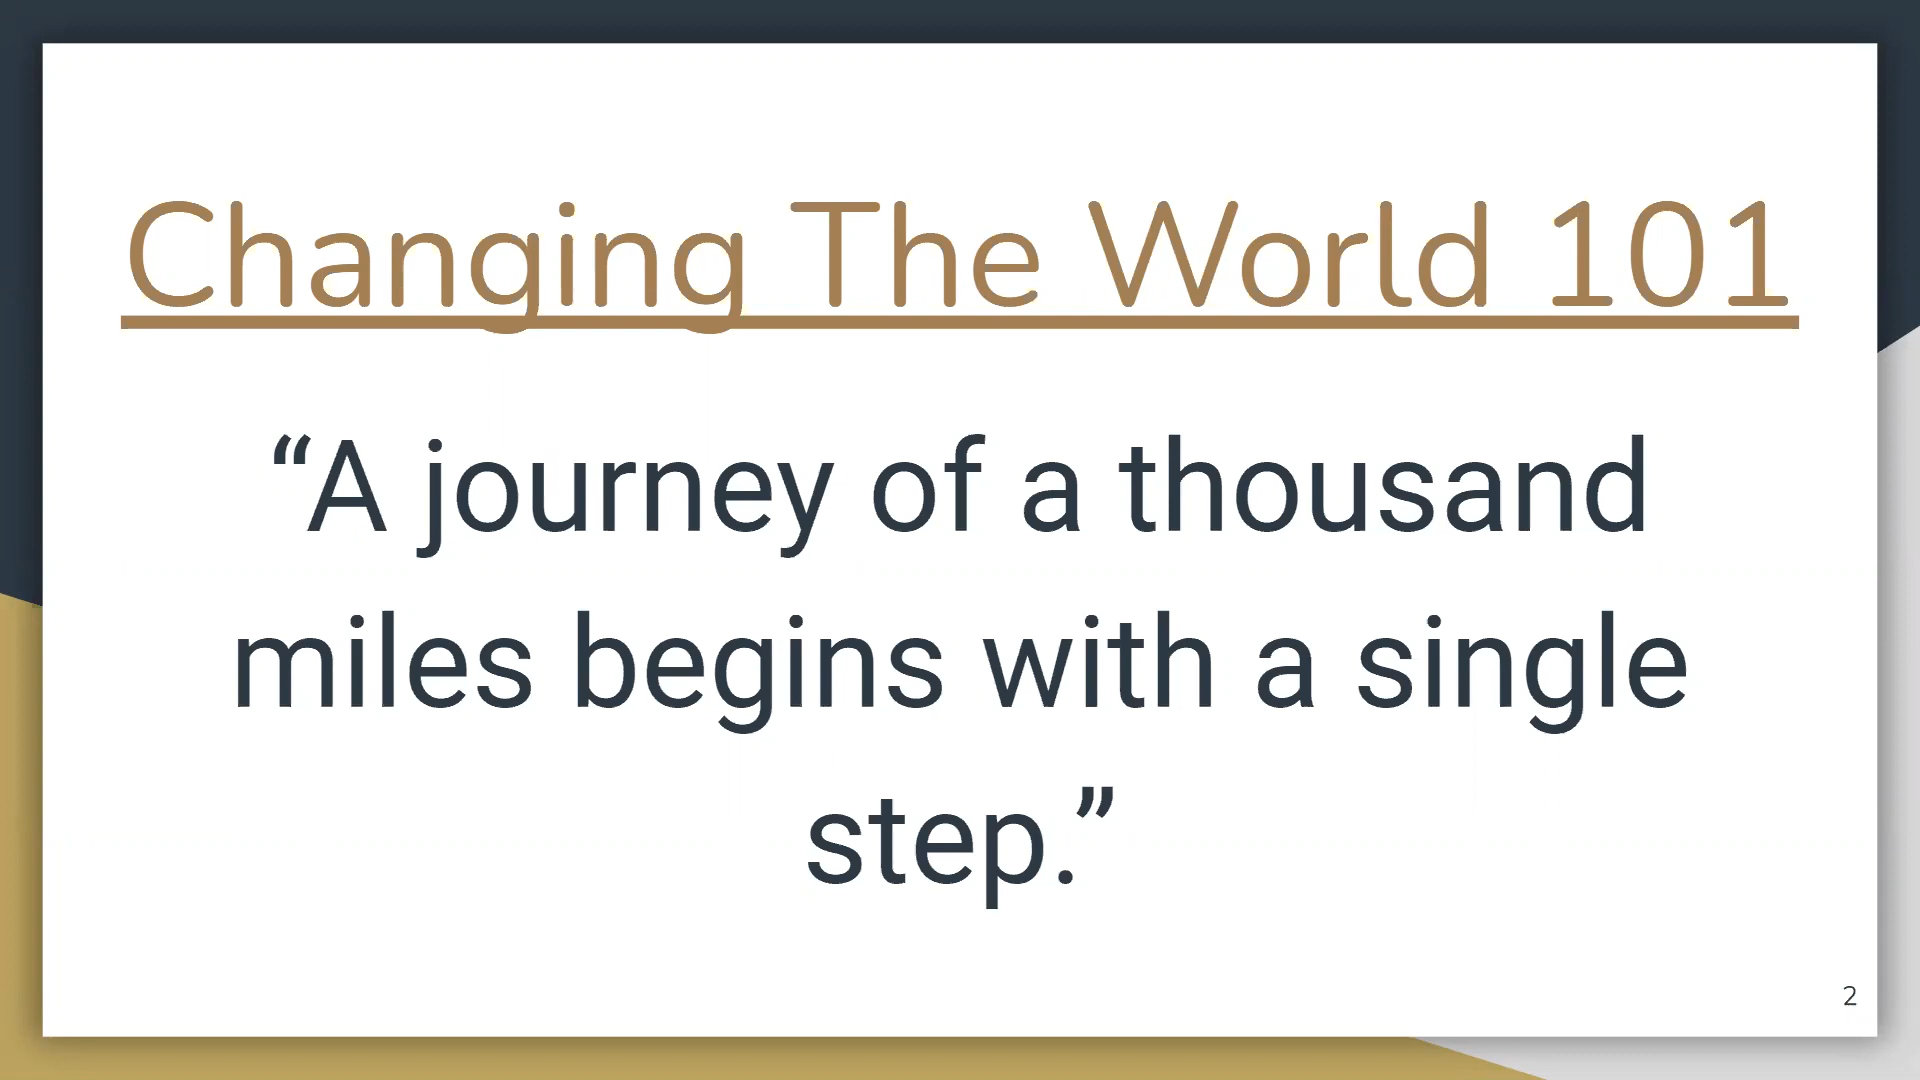 Changing The World 101
“A journey of a thousand
miles begins with a single
step.”
2